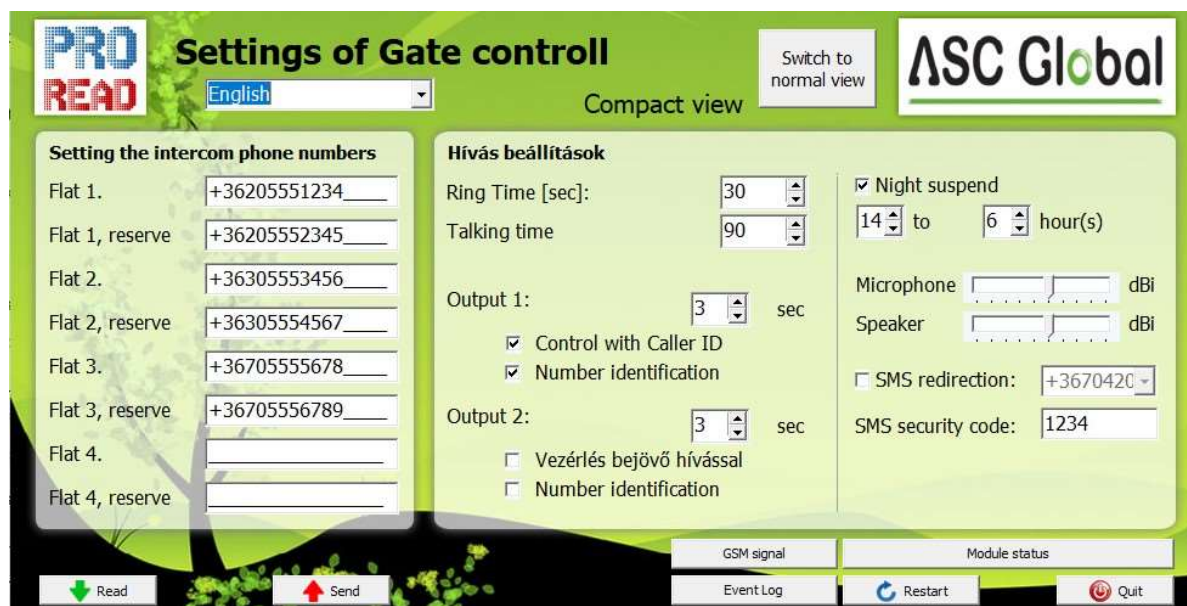 PRO
READ
Settings of Gate controll
English
Compact view
Switch to
normal view
ASC Global
Setting the intercom phone numbers
Flat 1. +36205551234____
Flat 1, reserve +36205552345____
Flat 2. +36305553456____
Flat 2, reserve +36305554567____
Flat 3. +36705555678____
Flat 3, reserve +36705556789____
Flat 4. ________________
Flat 4, reserve ________________
Hívás beállítások
Ring Time [sec]: 30
Talking time 90
Output 1: 3 sec
Control with Caller ID
Number identification
Output 2: 3 sec
Vezérlés bejövő hívással
Number identification
Night suspend
14 to 6 hour(s)
Microphone dBi
Speaker dBi
SMS redirection: +3670420
SMS security code: 1234
GSM signal Module status
Read Send Event Log Restart Quit